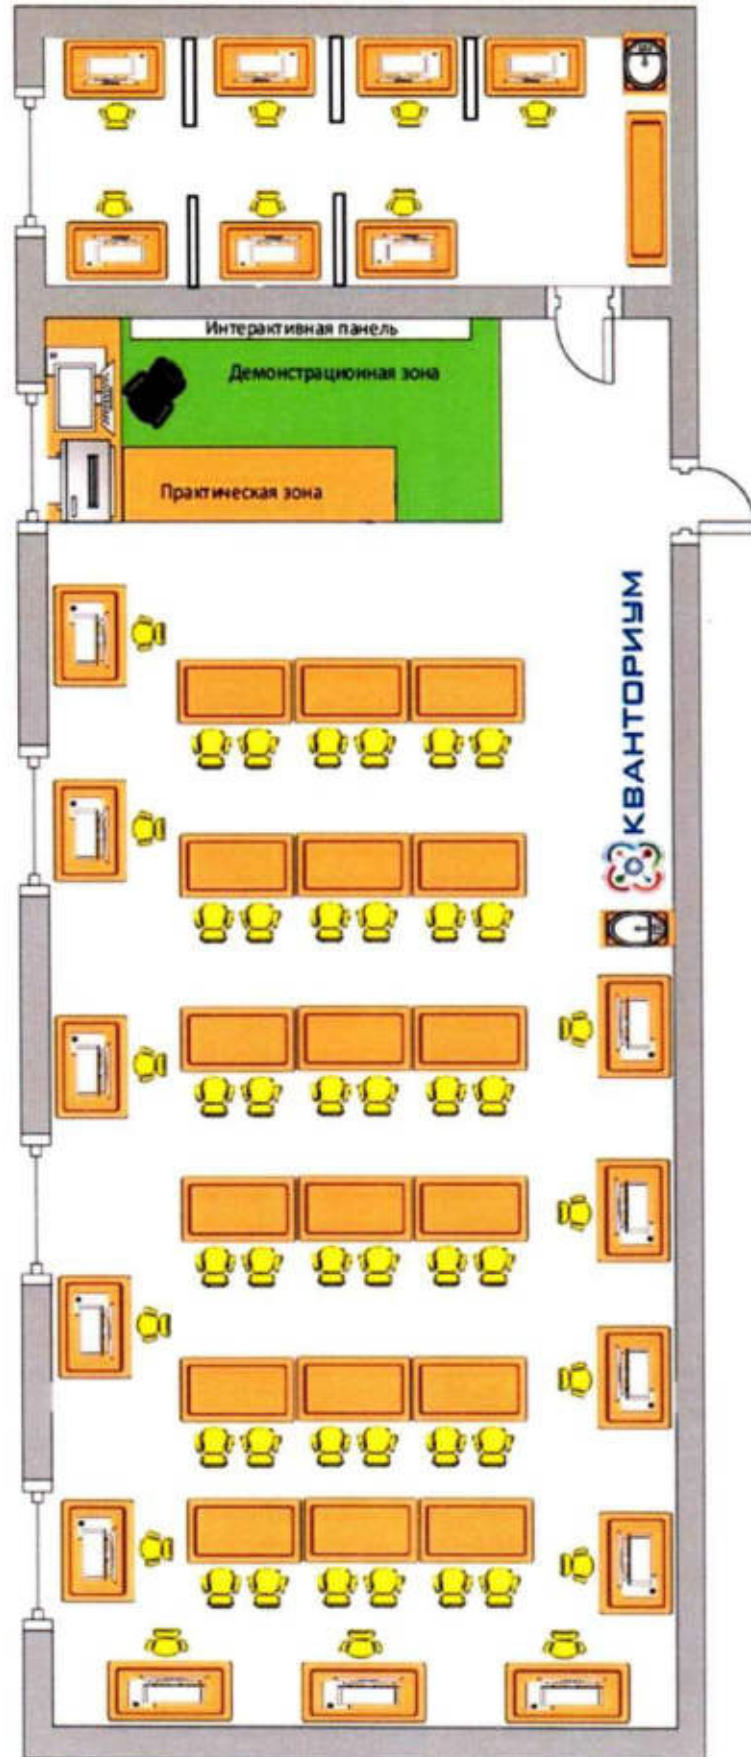 Интерактивная панель
Демонстрационная зона
Практическая зона
КВАНТОРИУМ